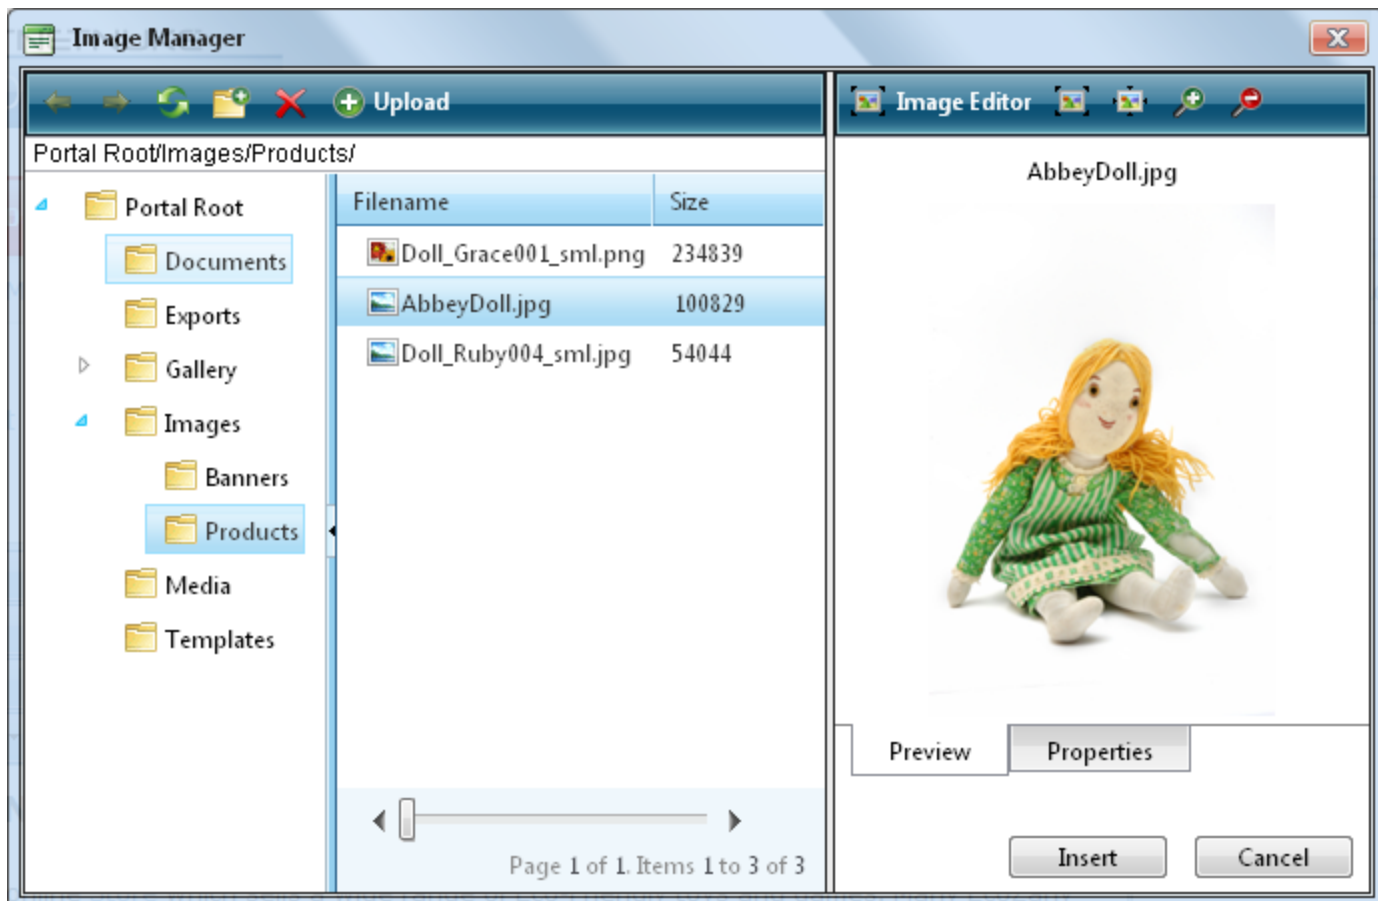 Image Manager
Upload
Image Editor
Portal Root/Images/Products/
AbbeyDoll.jpg
Portal Root
Documents
Exports
Gallery
Images
Banners
Products
Media
Templates
Filename Size
Doll_Grace001_sml.png 234839
AbbeyDoll.jpg 100829
Doll_Ruby004_sml.jpg 54044
Page 1 of 1. Items 1 to 3 of 3
Preview Properties
Insert Cancel